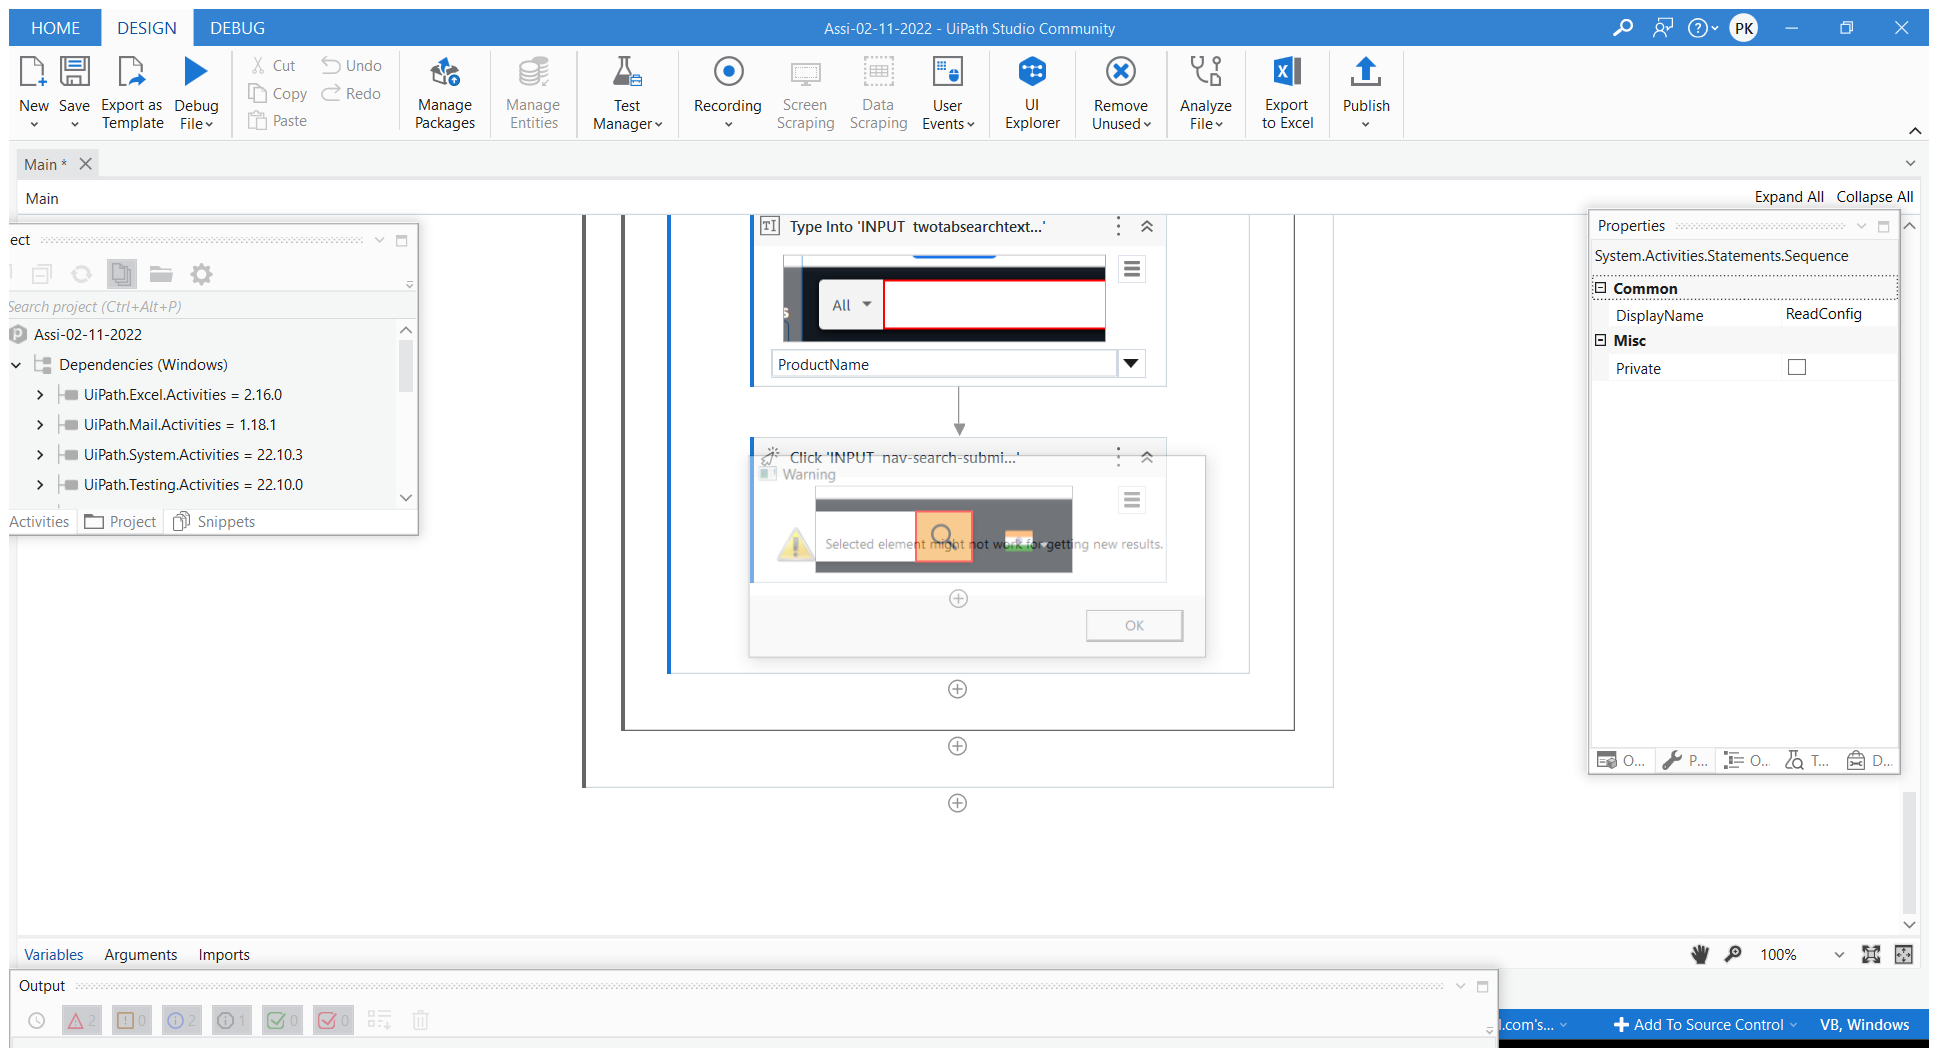 HOME DESIGN DEBUG
Assi-02-11-2022 - UiPath Studio Community
PK
New
Save
Export as
Template
Debug
File
Cut
Copy
Paste
Undo
Redo
Manage
Packages
Manage
Entities
Test
Manager
Recording
Screen
Scraping
Data
Scraping
User
Events
UI
Explorer
Remove
Unused
Analyze
File
Export
to Excel
Publish
Main *
Main
Expand All Collapse All
ect
Search project (Ctrl+Alt+P)
Assi-02-11-2022
Dependencies (Windows)
UiPath.Excel.Activities = 2.16.0
UiPath.Mail.Activities = 1.18.1
UiPath.System.Activities = 22.10.3
UiPath.Testing.Activities = 22.10.0
Activities Project Snippets
Type Into 'INPUT twotabsearchtext...'
s
All
ProductName
Click 'INPUT nav-search-submi...'
Warning
Selected element might not work for getting new results.
OK
Properties
System.Activities.Statements.Sequence
Common
DisplayName ReadConfig
Misc
Private
O... P... O... T... D...
Variables Arguments Imports
100%
Output
2 0 2 1 0 0
l.com's...
Add To Source Control
VB, Windows